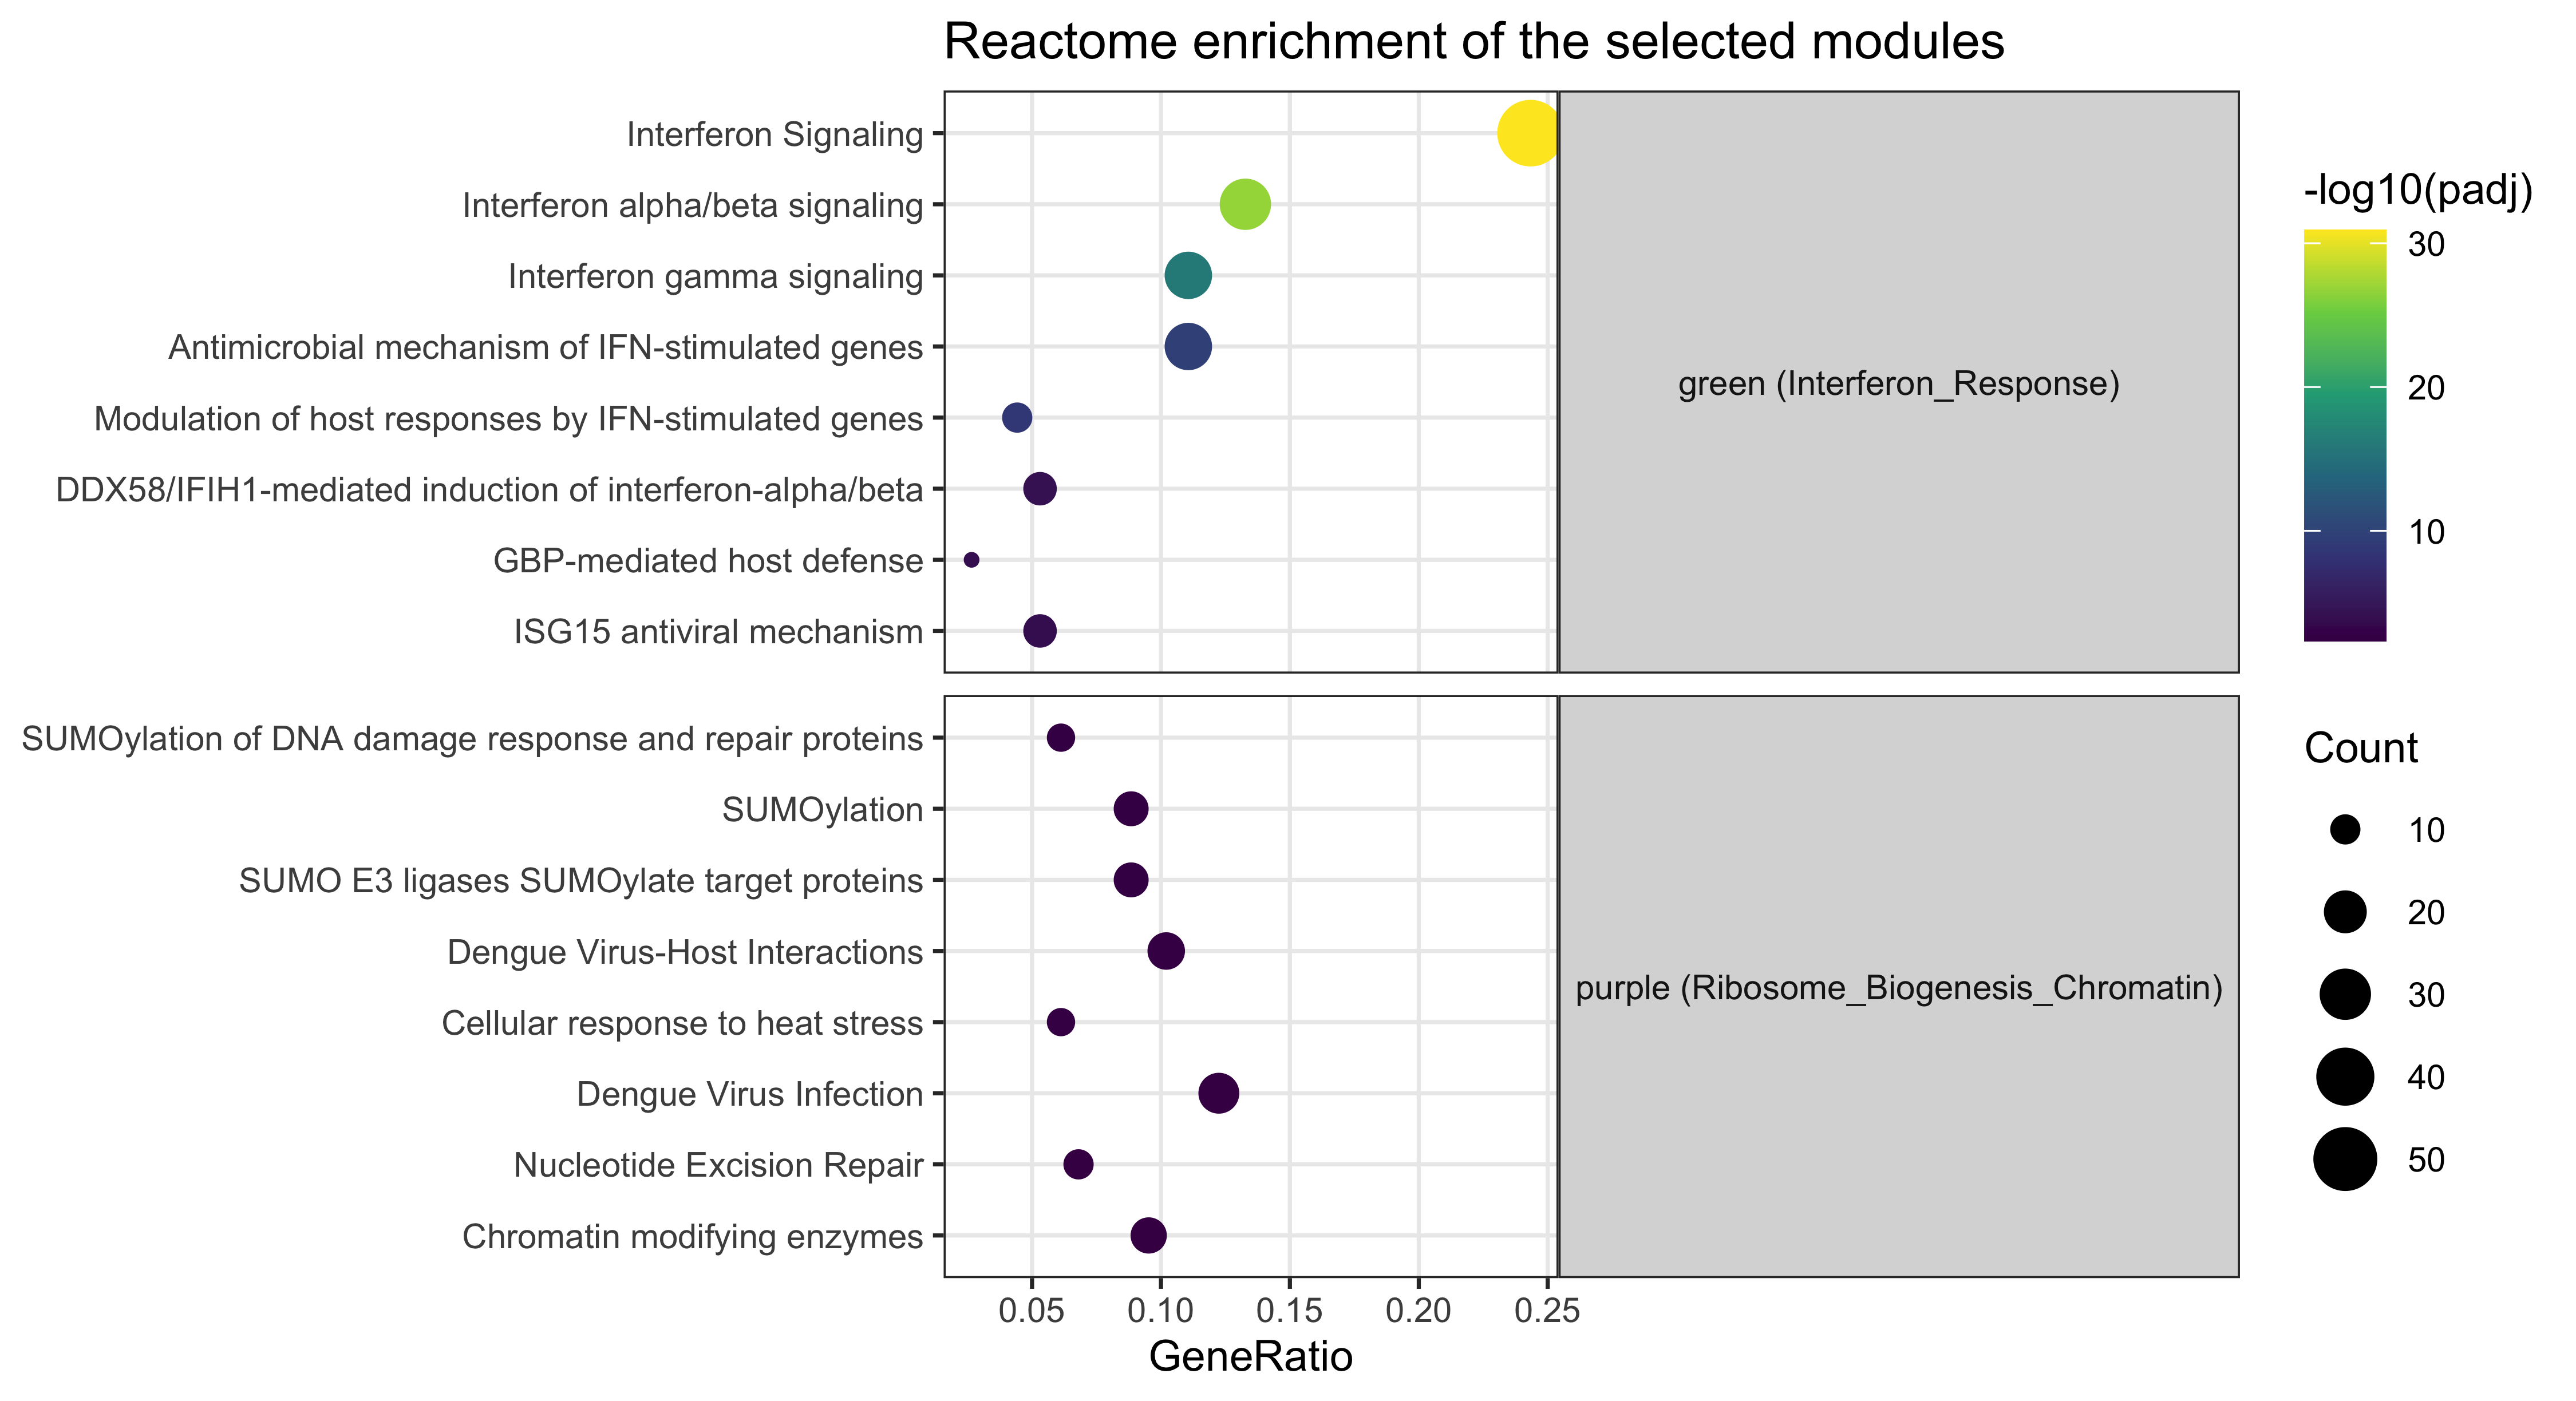 Reactome enrichment of the selected modules
Interferon Signaling
Interferon alpha/beta signaling
Interferon gamma signaling
Antimicrobial mechanism of IFN-stimulated genes
Modulation of host responses by IFN-stimulated genes
DDX58/IFIH1-mediated induction of interferon-alpha/beta
GBP-mediated host defense
ISG15 antiviral mechanism
green (Interferon_Response)
SUMOylation of DNA damage response and repair proteins
SUMOylation
SUMO E3 ligases SUMOylate target proteins
Dengue Virus-Host Interactions
Cellular response to heat stress
Dengue Virus Infection
Nucleotide Excision Repair
Chromatin modifying enzymes
purple (Ribosome_Biogenesis_Chromatin)
0.05 0.10 0.15 0.20 0.25
GeneRatio
-log10(padj)
30
20
10
Count
10
20
30
40
50